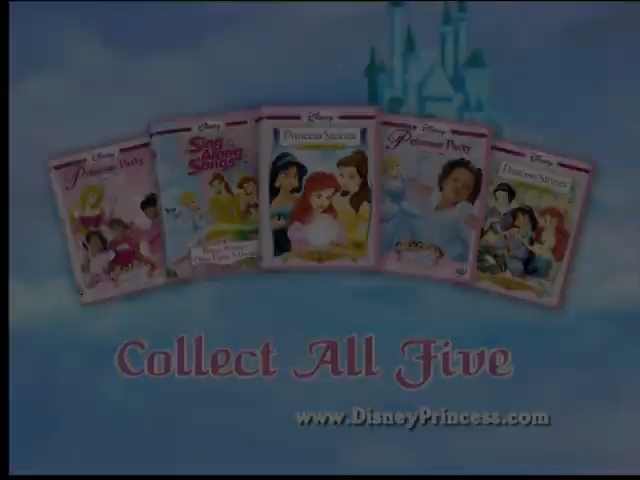 Disney
Princess Party
Disney
Sing
Along
Songs
Disney
Princess Stories
Princess Party
Disney
Princess Stories
Collect All Five
www.DisneyPrincess.com